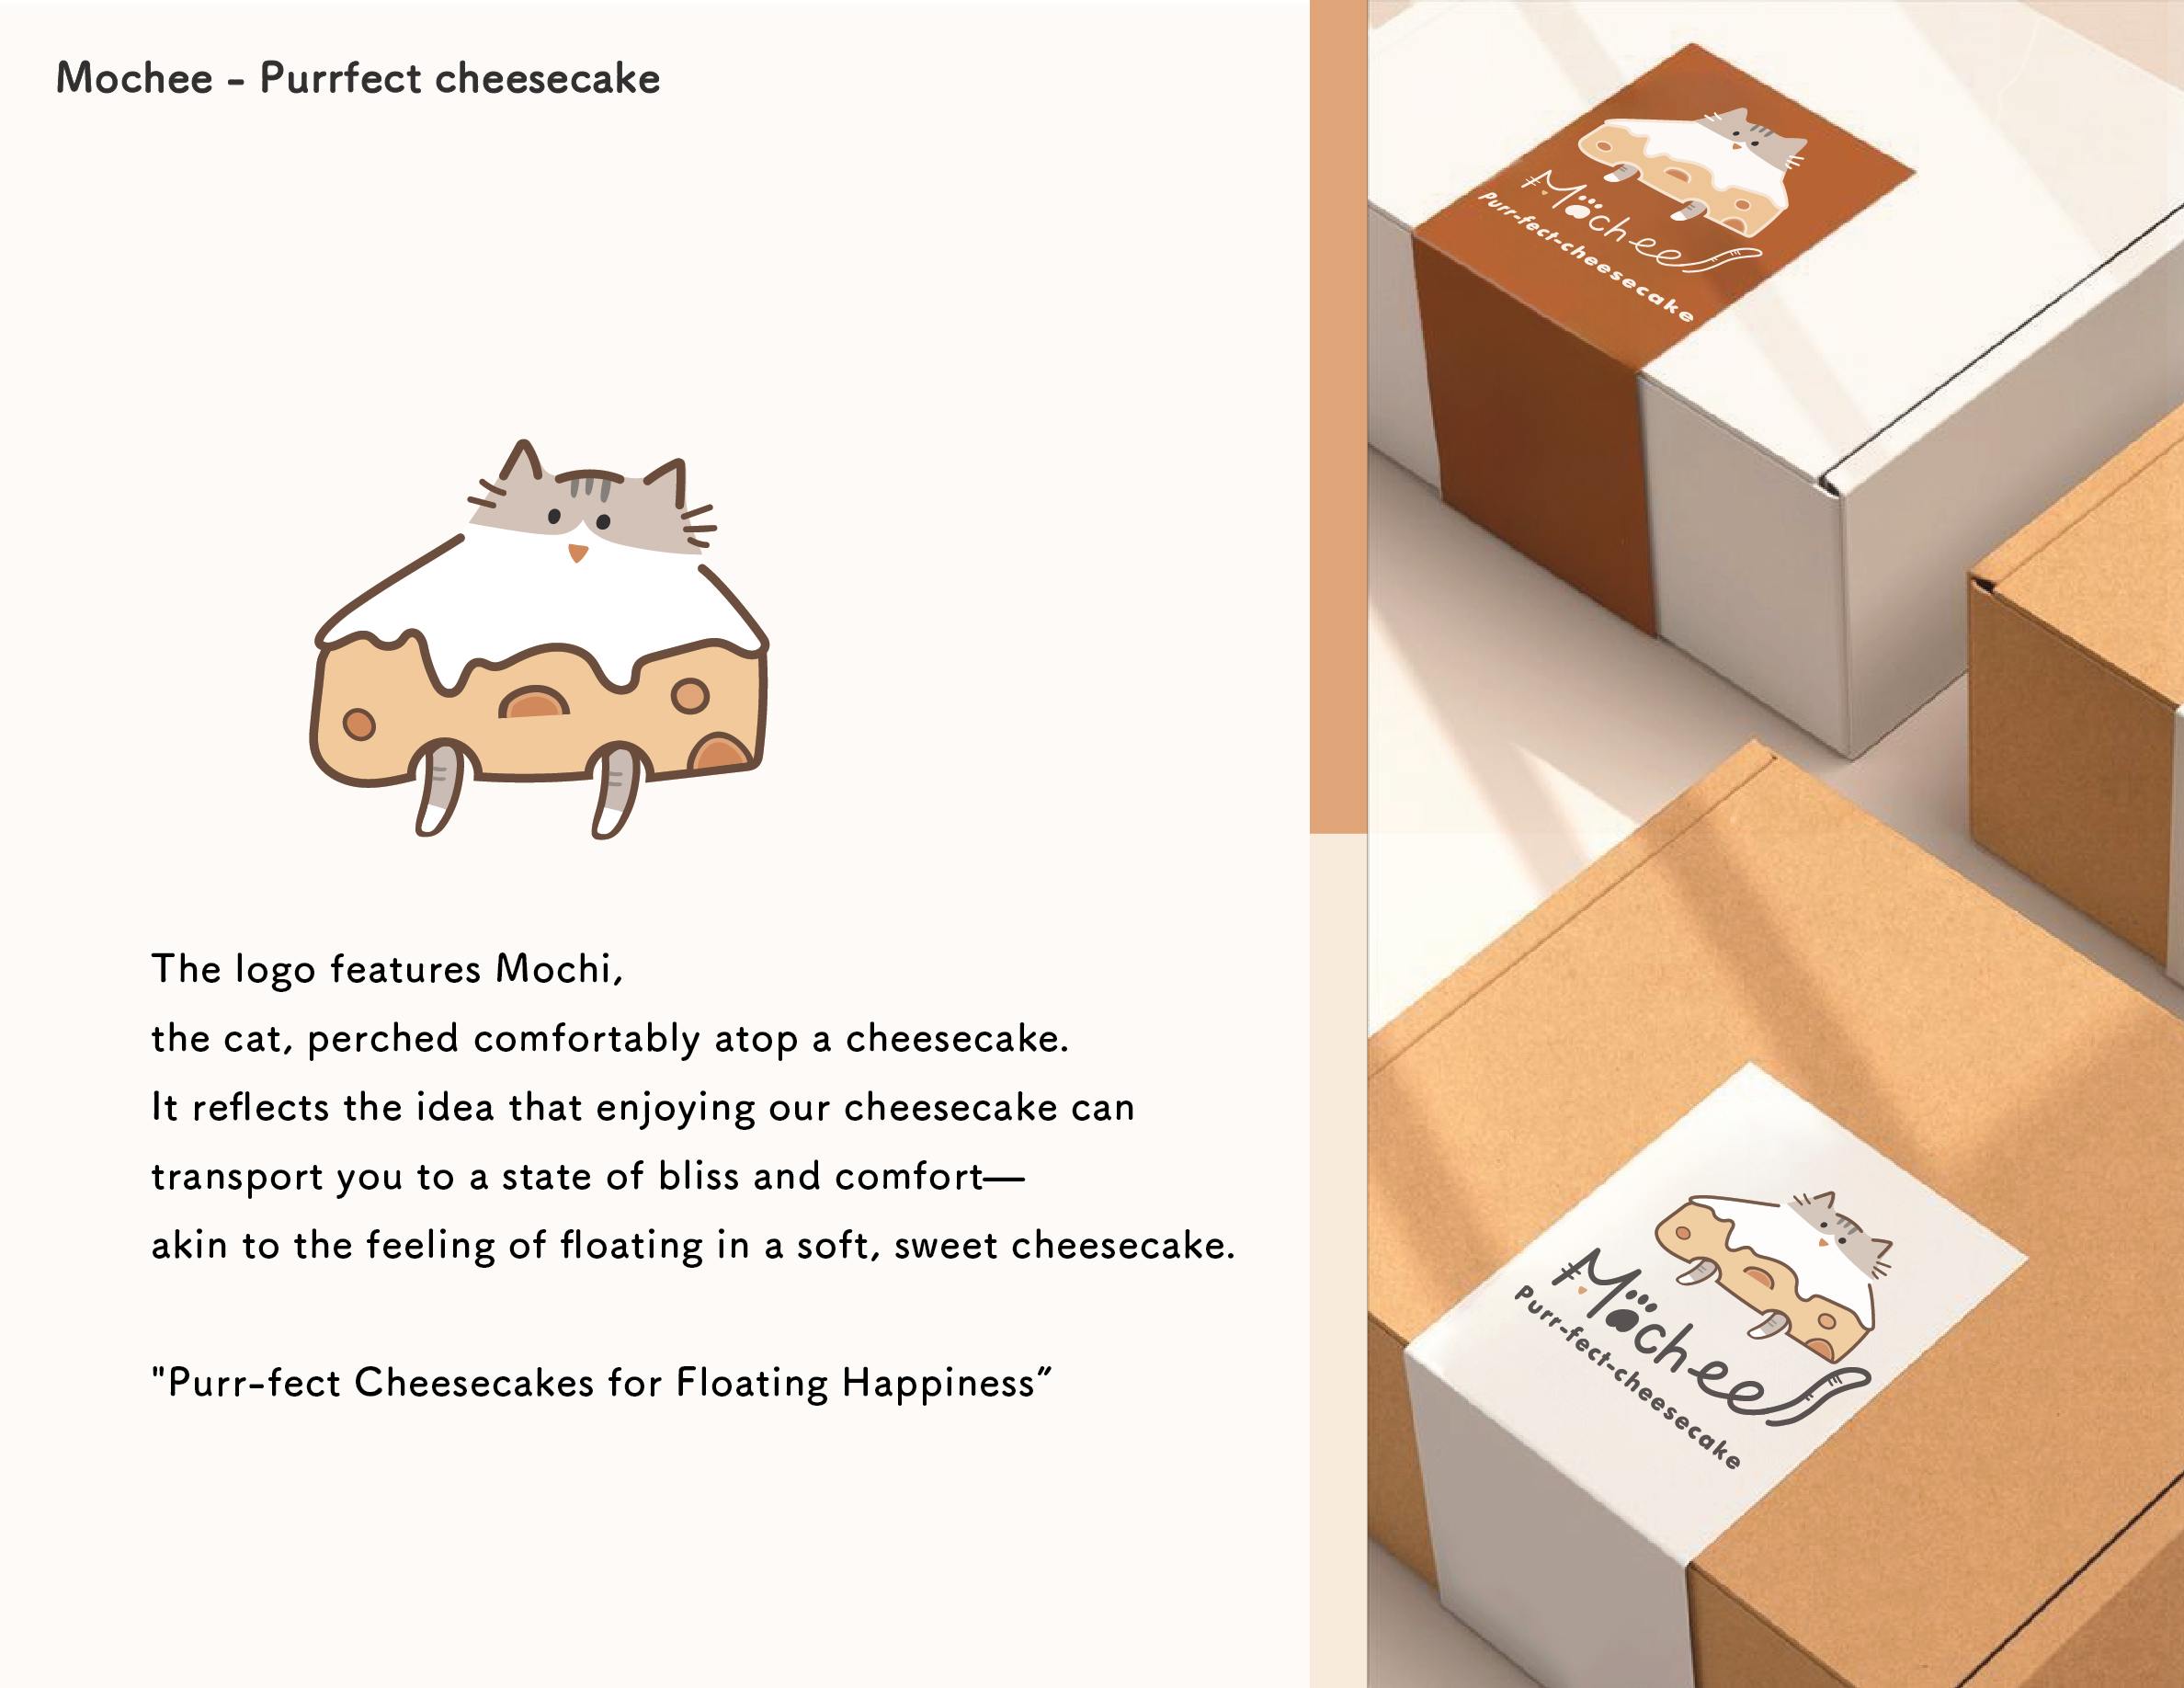 Mochee - Purrfect cheesecake
The logo features Mochi,
the cat, perched comfortably atop a cheesecake.
It reflects the idea that enjoying our cheesecake can
transport you to a state of bliss and comfort—
akin to the feeling of floating in a soft, sweet cheesecake.
"Purr-fect Cheesecakes for Floating Happiness”
Mochee
Purr-fect-cheesecake
Mochee
Purr-fect-cheesecake